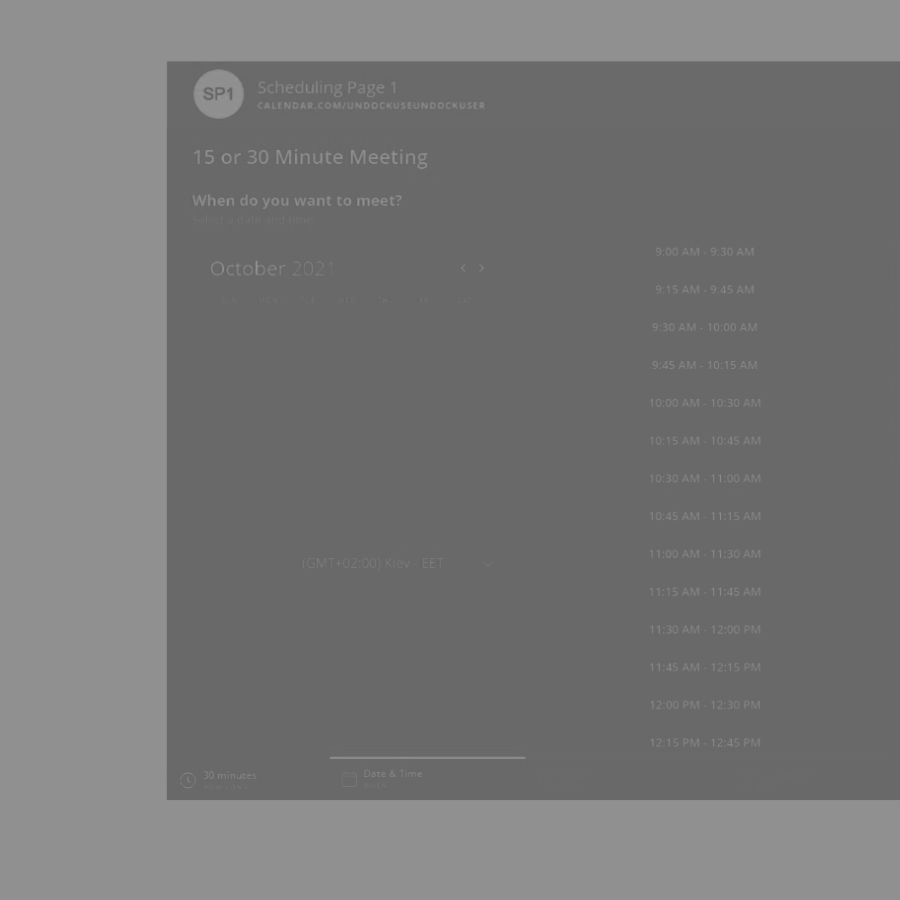 SP1
Scheduling Page 1
CALENDAR.COM/UNDOCKUSEUNDOCKUSER
15 or 30 Minute Meeting
When do you want to meet?
Select a date and time.
October 2021
9:00 AM - 9:30 AM
9:15 AM - 9:45 AM
9:30 AM - 10:00 AM
9:45 AM - 10:15 AM
10:00 AM - 10:30 AM
10:15 AM - 10:45 AM
10:30 AM - 11:00 AM
10:45 AM - 11:15 AM
11:00 AM - 11:30 AM
11:15 AM - 11:45 AM
11:30 AM - 12:00 PM
11:45 AM - 12:15 PM
12:00 PM - 12:30 PM
12:15 PM - 12:45 PM
(GMT+02:00) Kiev - EET
30 minutes
Date & Time